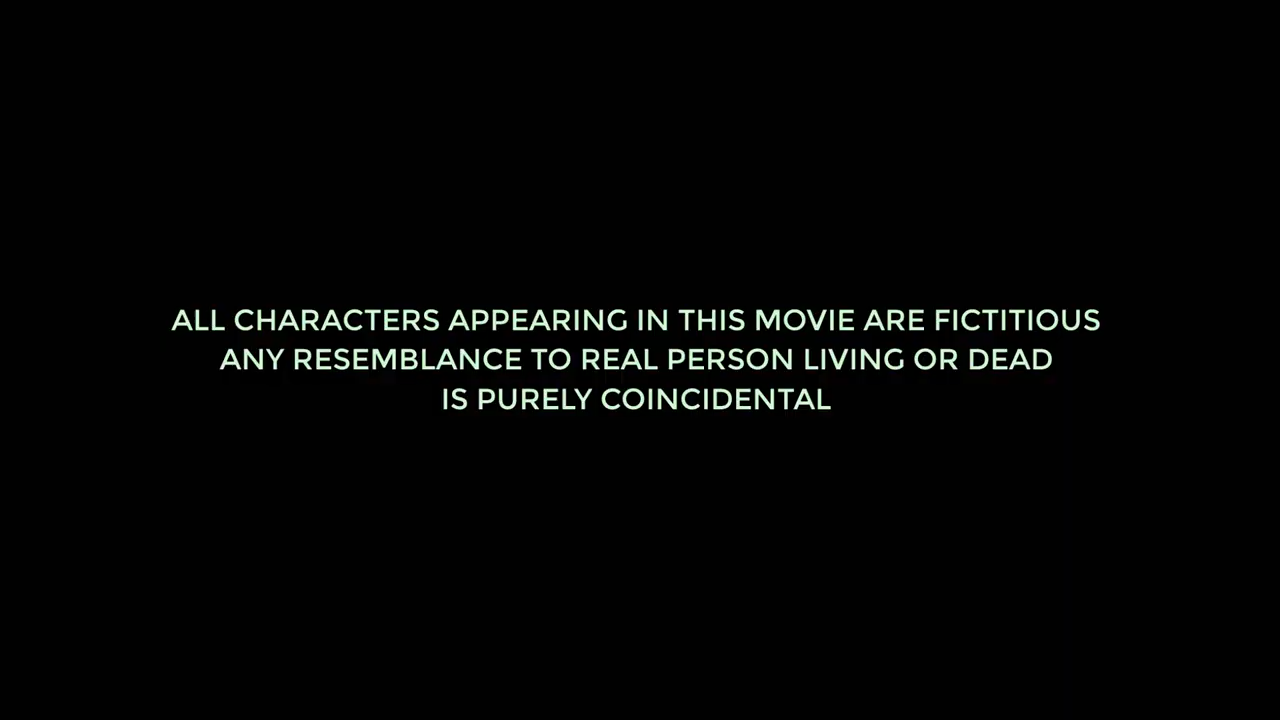 ALL CHARACTERS APPEARING IN THIS MOVIE ARE FICTITIOUS
ANY RESEMBLANCE TO REAL PERSON LIVING OR DEAD
IS PURELY COINCIDENTAL